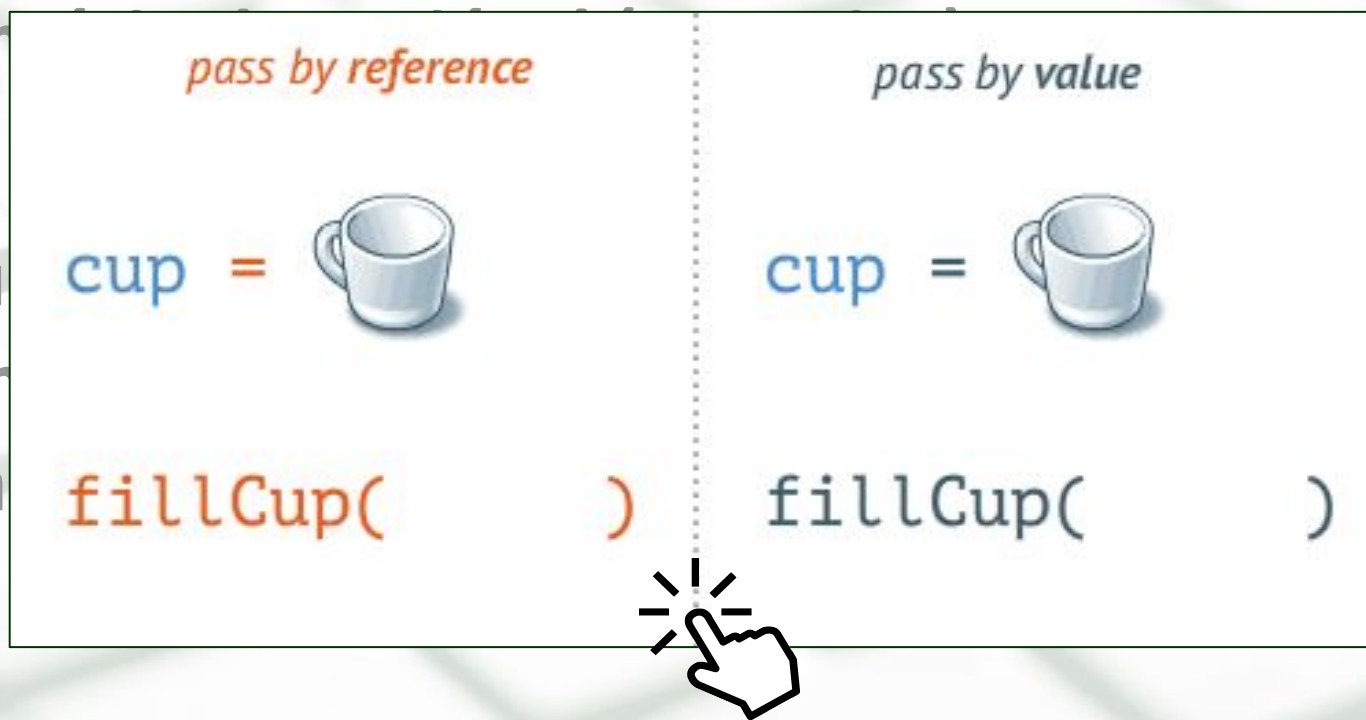 pass by reference
cup =
fillCup( )
pass by value
cup =
fillCup( )